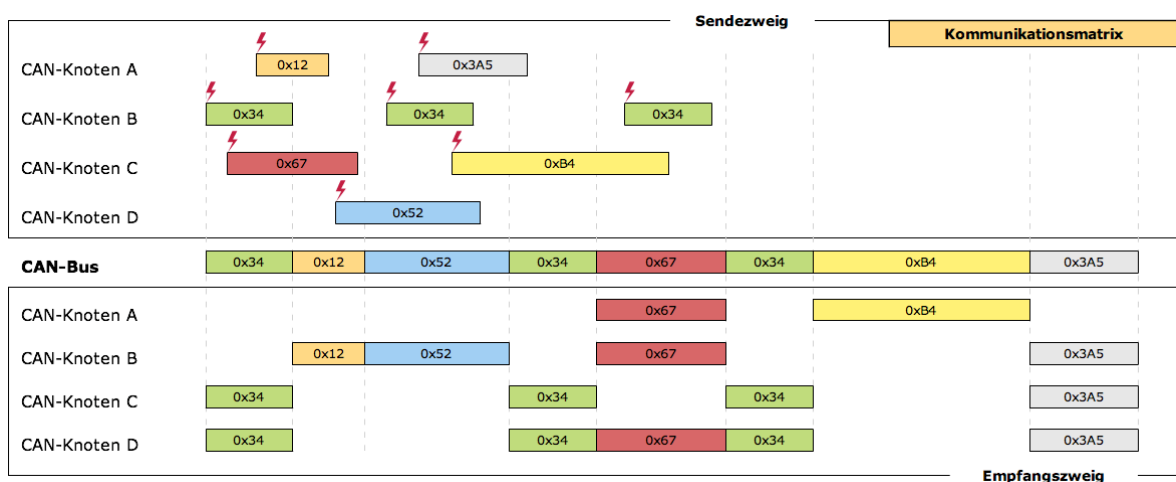 Sendezweig
Kommunikationsmatrix
CAN-Knoten A 0x12 0x3A5
CAN-Knoten B 0x34 0x34 0x34
CAN-Knoten C 0x67 0xB4
CAN-Knoten D 0x52
CAN-Bus 0x34 0x12 0x52 0x34 0x67 0x34 0xB4 0x3A5
CAN-Knoten A 0x67 0xB4
CAN-Knoten B 0x12 0x52 0x67 0x3A5
CAN-Knoten C 0x34 0x34 0x34 0x3A5
CAN-Knoten D 0x34 0x34 0x67 0x34 0x3A5
Empfangszweig